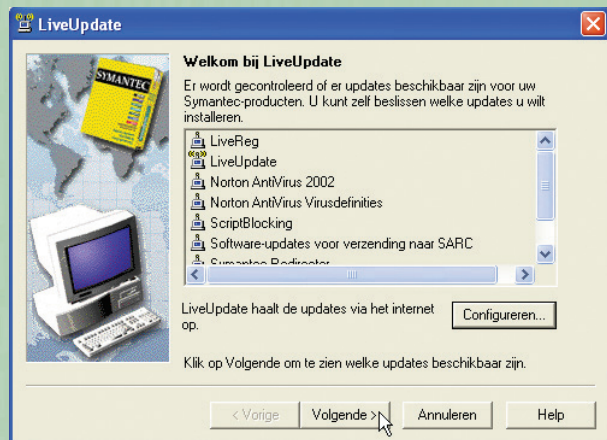 LiveUpdate
SYMANTEC
Welkom bij LiveUpdate
Er wordt gecontroleerd of er updates beschikbaar zijn voor uw
Symantec-producten. U kunt zelf beslissen welke updates u wilt
installeren.
LiveReg
LiveUpdate
Norton AntiVirus 2002
Norton AntiVirus Virusdefinities
ScriptBlocking
Software-updates voor verzending naar SARC
Symantec Redirector
LiveUpdate haalt de updates via het internet
op.
Configureren...
Klik op Volgende om te zien welke updates beschikbaar zijn.
< Vorige
Volgende >
Annuleren
Help